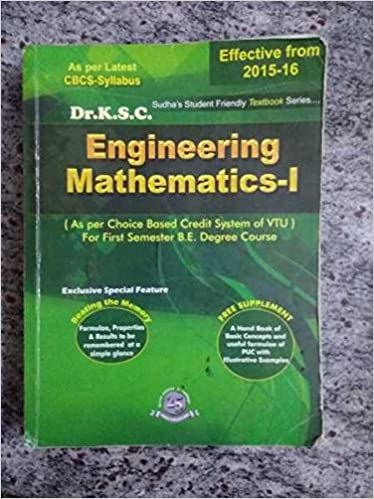 As per Latest
CBCS-Syllabus
Effective from
2015-16
Sudha's Student Friendly Textbook Series...
Dr.K.S.C.
Engineering
Mathematics-I
( As per Choice Based Credit System of VTU )
For First Semester B.E. Degree Course
Exclusive Special Feature
Beating the Memory
Formulae, Properties
& Results to be
remembered at a
simple glance
FREE SUPPLEMENT
A Hand Book of
Basic Concepts and
useful formulae of
PUC with
Illustrative Examples
25